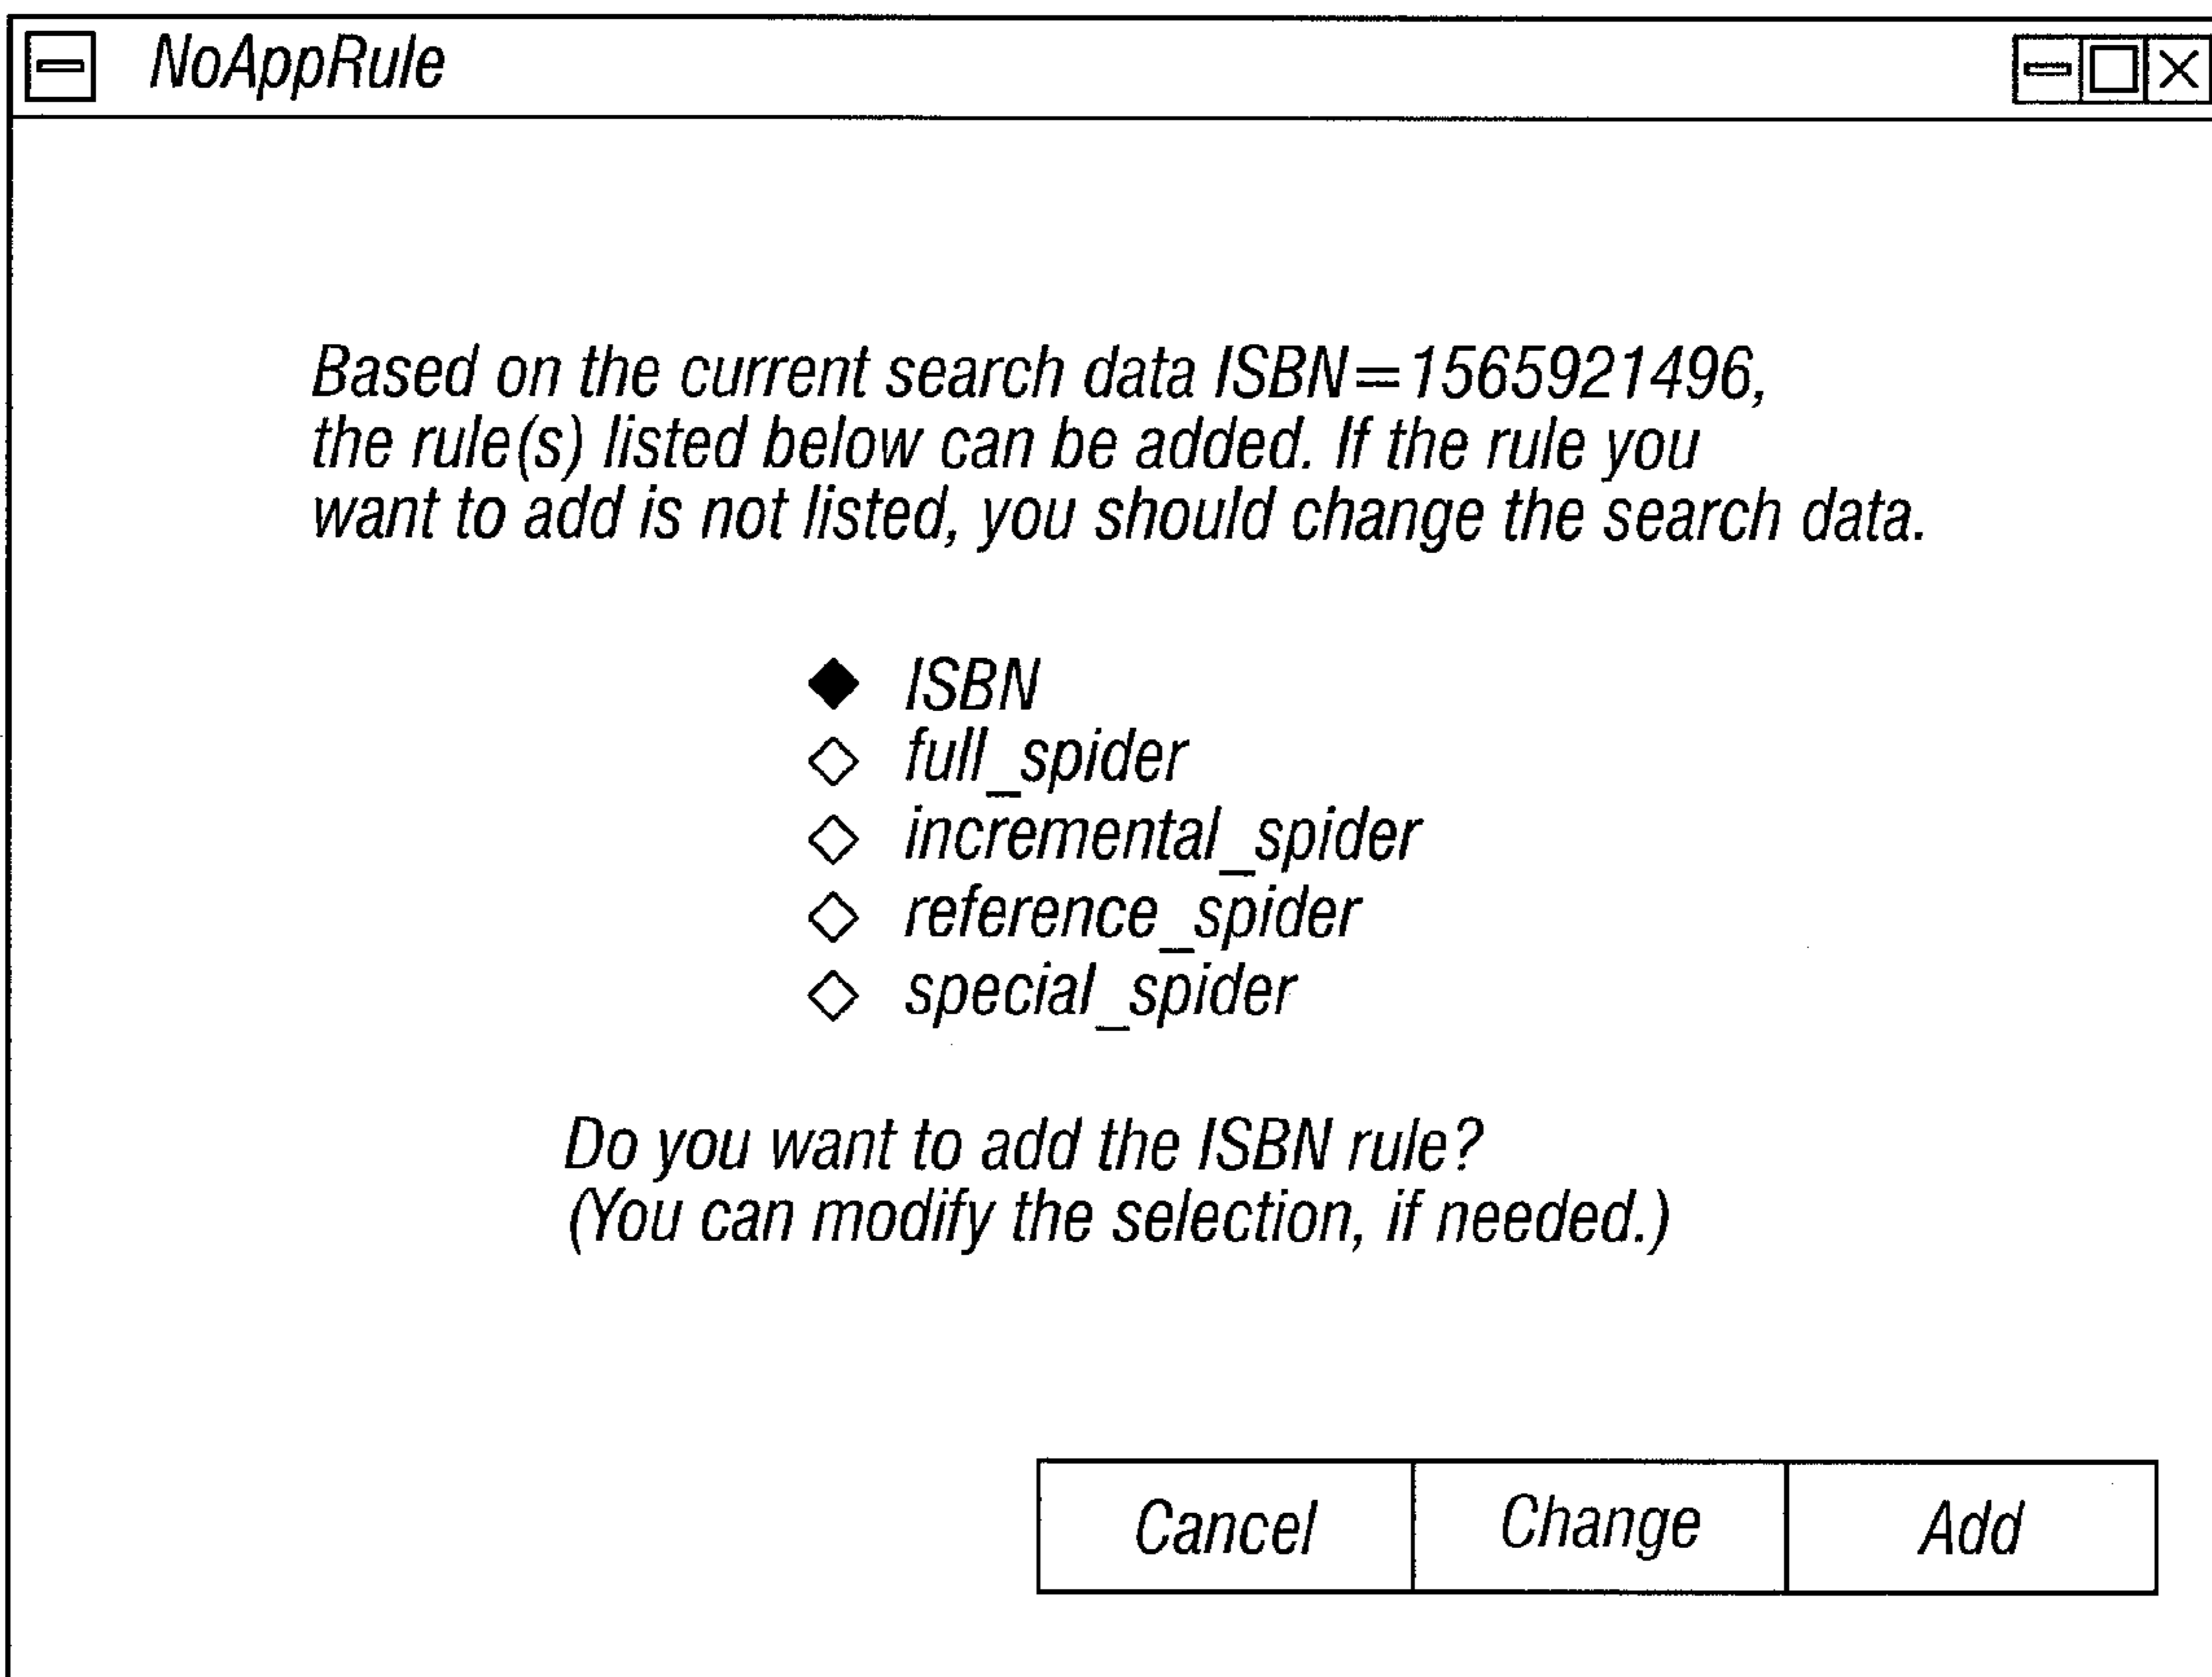 NoAppRule
Based on the current search data ISBN=1565921496,
the rule(s) listed below can be added. If the rule you
want to add is not listed, you should change the search data.
ISBN
full_spider
incremental_spider
reference_spider
special_spider
Do you want to add the ISBN rule?
(You can modify the selection, if needed.)
Cancel
Change
Add